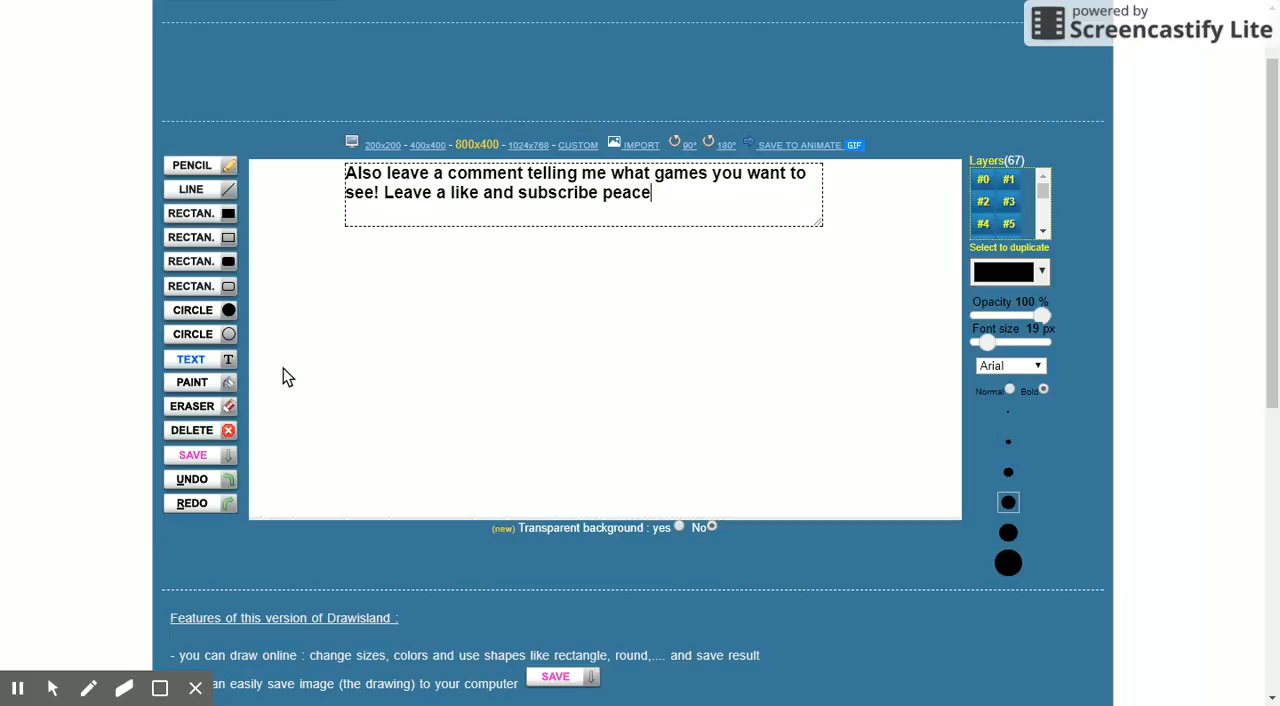 powered by
Screencastify Lite
200x200 - 400x400 - 800x400 - 1024x768 - CUSTOM IMPORT 90° 180° SAVE TO ANIMATE GIF
PENCIL
LINE
RECTAN.
RECTAN.
RECTAN.
RECTAN.
CIRCLE
CIRCLE
TEXT T
PAINT
ERASER
DELETE
SAVE
UNDO
REDO
Also leave a comment telling me what games you want to
see! Leave a like and subscribe peace
Layers(67)
#0 #1
#2 #3
#4 #5
Select to duplicate
Opacity 100 %
Font size 19 px
Arial
Normal Bold
(new) Transparent background : yes No
Features of this version of Drawisland :
- you can draw online : change sizes, colors and use shapes like rectangle, round,.... and save result
an easily save image (the drawing) to your computer SAVE